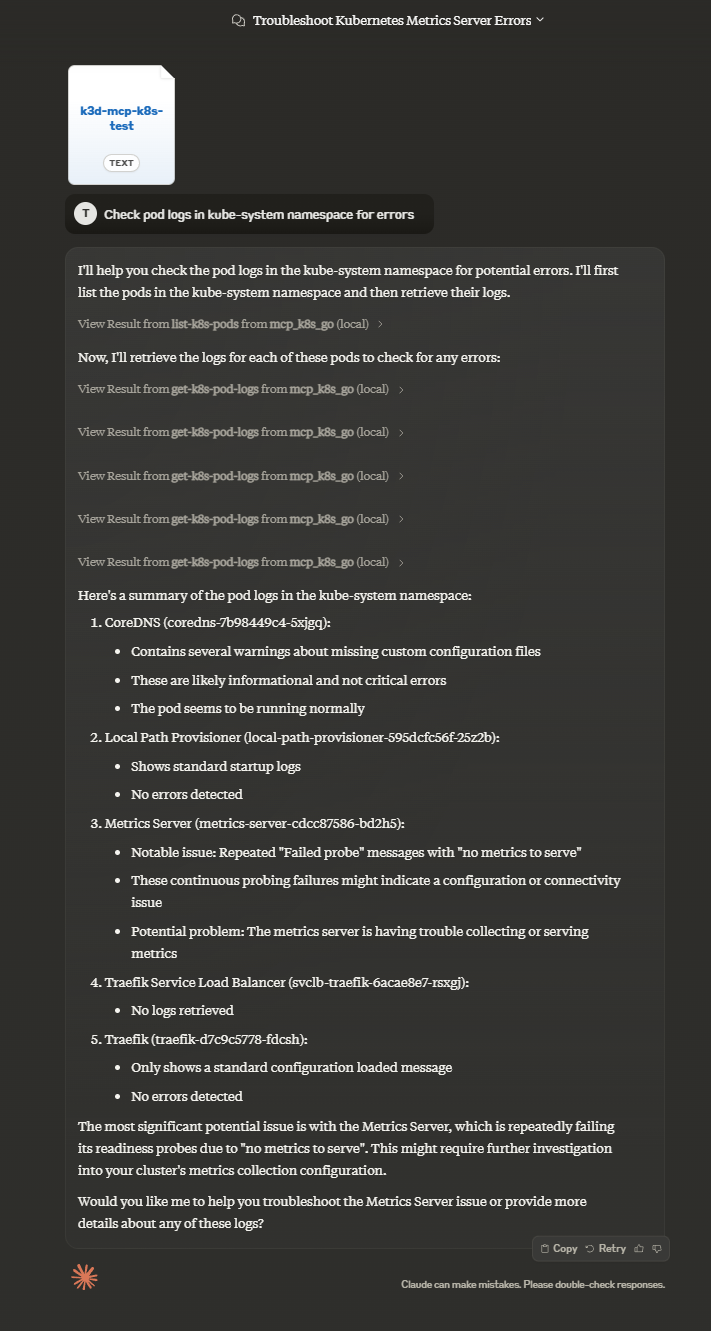 Troubleshoot Kubernetes Metrics Server Errors
k3d-mcp-k8s-
test
TEXT
T Check pod logs in kube-system namespace for errors
I'll help you check the pod logs in the kube-system namespace for potential errors. I'll first
list the pods in the kube-system namespace and then retrieve their logs.
View Result from list-k8s-pods from mcp_k8s_go (local)
Now, I'll retrieve the logs for each of these pods to check for any errors:
View Result from get-k8s-pod-logs from mcp_k8s_go (local)
View Result from get-k8s-pod-logs from mcp_k8s_go (local)
View Result from get-k8s-pod-logs from mcp_k8s_go (local)
View Result from get-k8s-pod-logs from mcp_k8s_go (local)
View Result from get-k8s-pod-logs from mcp_k8s_go (local)
Here's a summary of the pod logs in the kube-system namespace:
1. CoreDNS (coredns-7b98449c4-5xjgq):
• Contains several warnings about missing custom configuration files
• These are likely informational and not critical errors
• The pod seems to be running normally
2. Local Path Provisioner (local-path-provisioner-595dcfc56f-25z2b):
• Shows standard startup logs
• No errors detected
3. Metrics Server (metrics-server-cdcc87586-bd2h5):
• Notable issue: Repeated "Failed probe" messages with "no metrics to serve"
• These continuous probing failures might indicate a configuration or connectivity
issue
• Potential problem: The metrics server is having trouble collecting or serving
metrics
4. Traefik Service Load Balancer (svclb-traefik-6acae8e7-rsxgj):
• No logs retrieved
5. Traefik (traefik-d7c9c5778-fdcsh):
• Only shows a standard configuration loaded message
• No errors detected
The most significant potential issue is with the Metrics Server, which is repeatedly failing
its readiness probes due to "no metrics to serve". This might require further investigation
into your cluster's metrics collection configuration.
Would you like me to help you troubleshoot the Metrics Server issue or provide more
details about any of these logs?
Copy Retry
Claude can make mistakes. Please double-check responses.